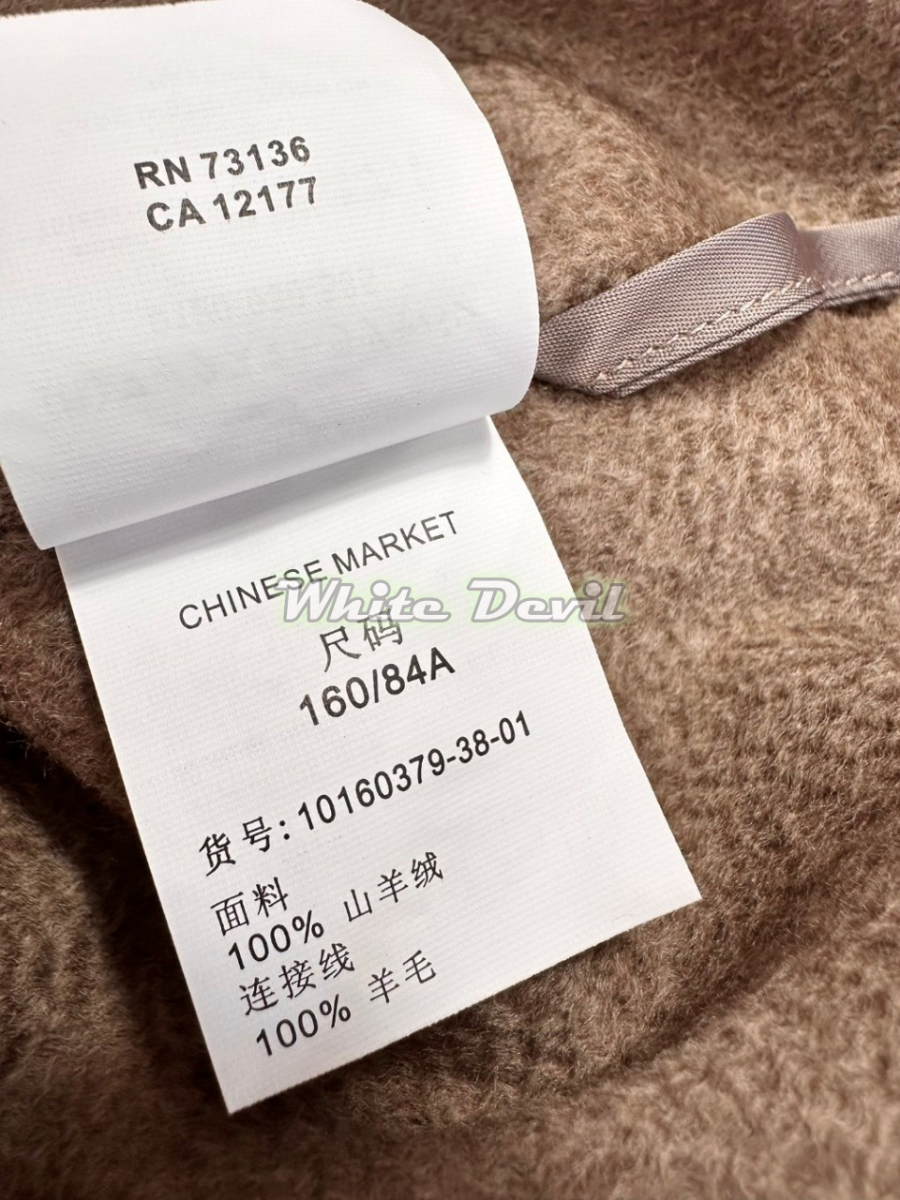 RN 73136
CA 12177
CHINESE MARKET
White Devil
尺码
160/84A
货号:10160379-38-01
面料
100% 山羊绒
连接线
100% 羊毛